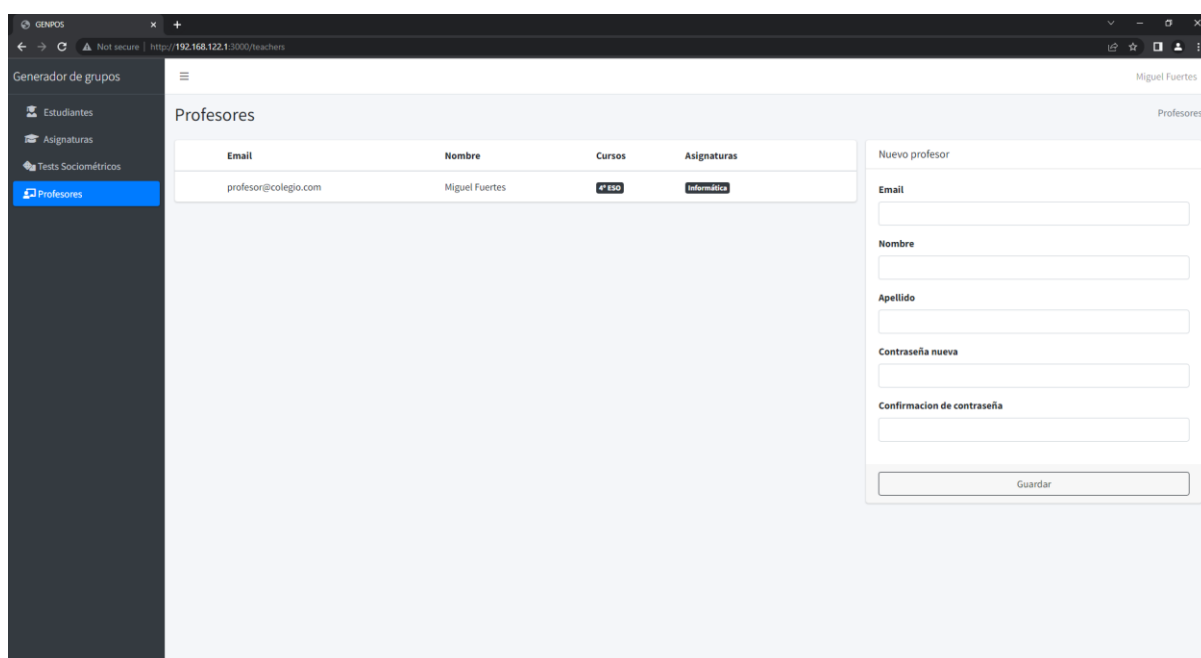 GENPOS
Not secure | http://192.168.122.1:3000/teachers
Generador de grupos
Miguel Fuertes
Estudiantes
Asignaturas
Tests Sociométricos
Profesores
Profesores
Profesores
Email Nombre Cursos Asignaturas
profesor@colegio.com Miguel Fuertes 4º ESO Informática
Nuevo profesor
Email
Nombre
Apellido
Contraseña nueva
Confirmacion de contraseña
Guardar